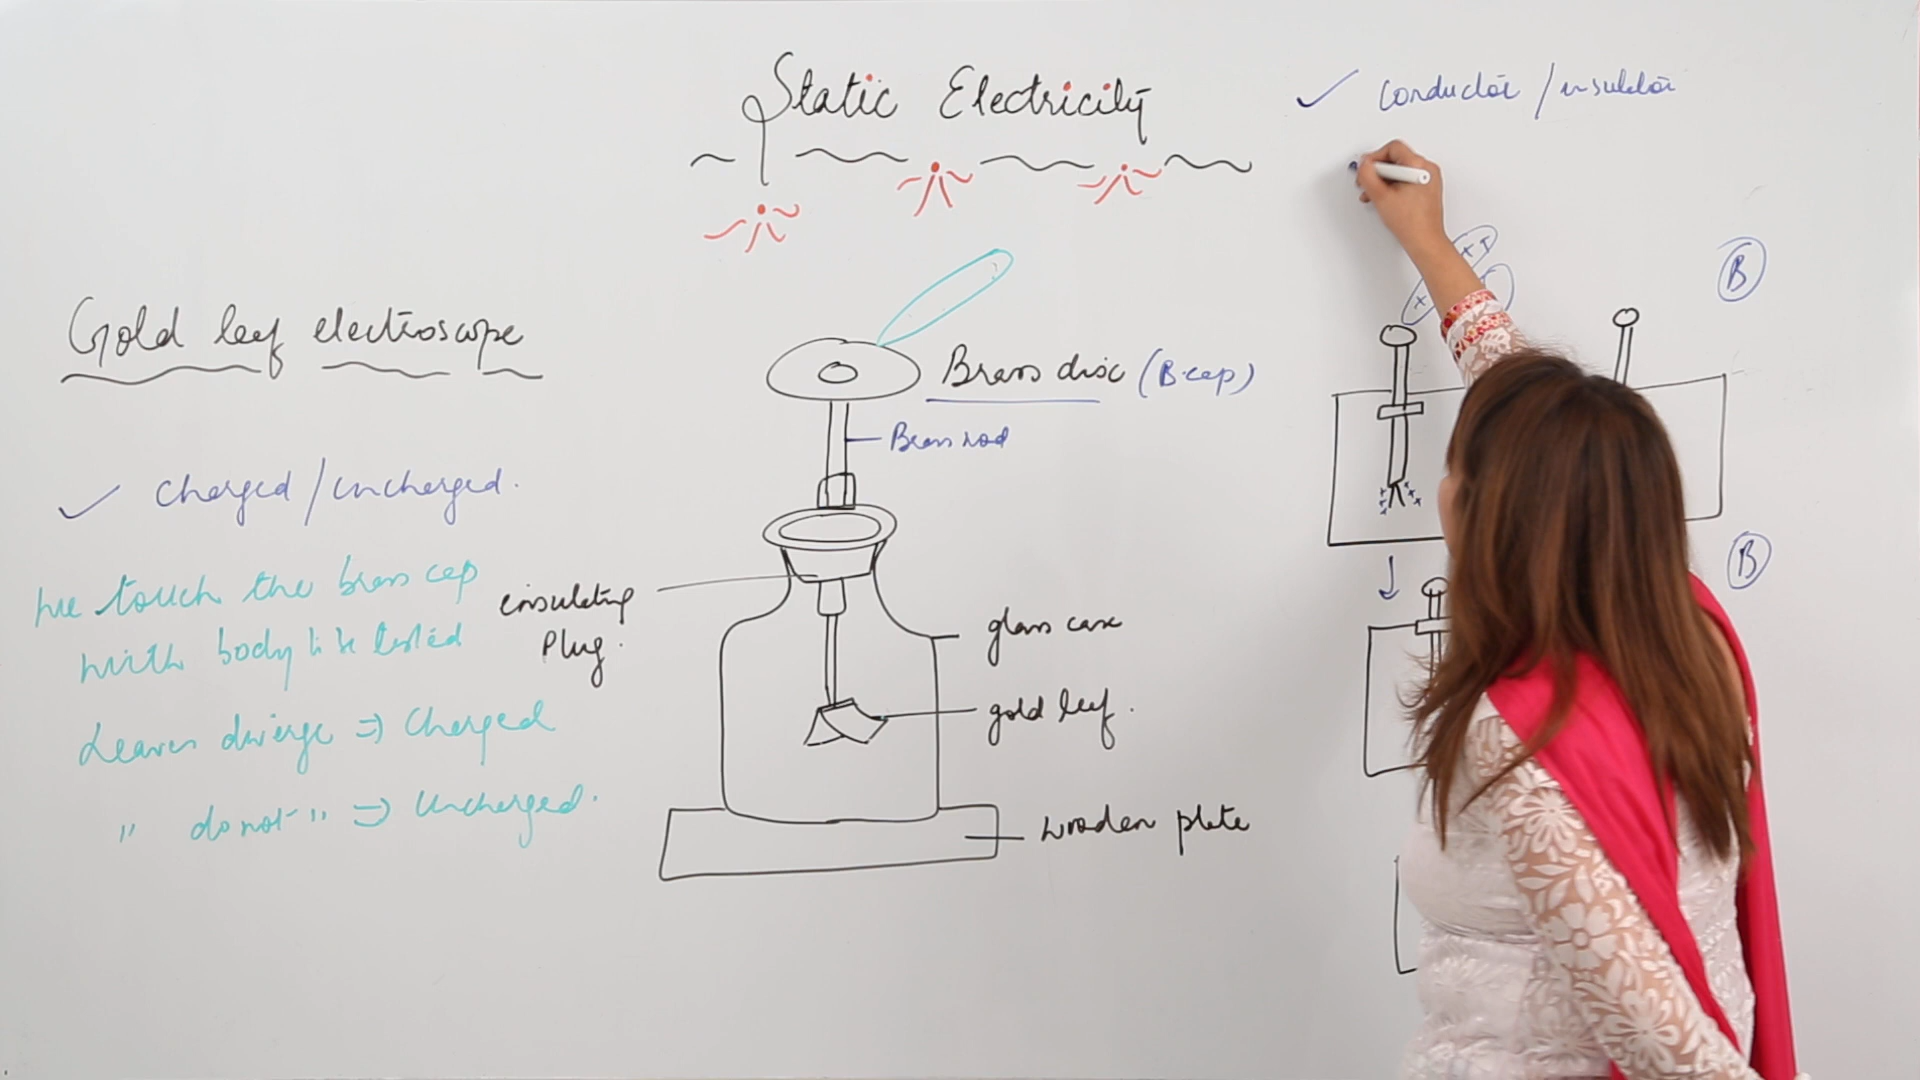 Static Electricity
✓ Conductor / insulator
Gold leaf electroscope
✓ Charged / uncharged.
We touch the brass cap
with body to be tested
Leaves diverge => Charged
" do not " => Uncharged.
Brass disc (B.cap)
Brass rod
insulating
Plug.
glass case
gold leaf.
wooden plate
B
B